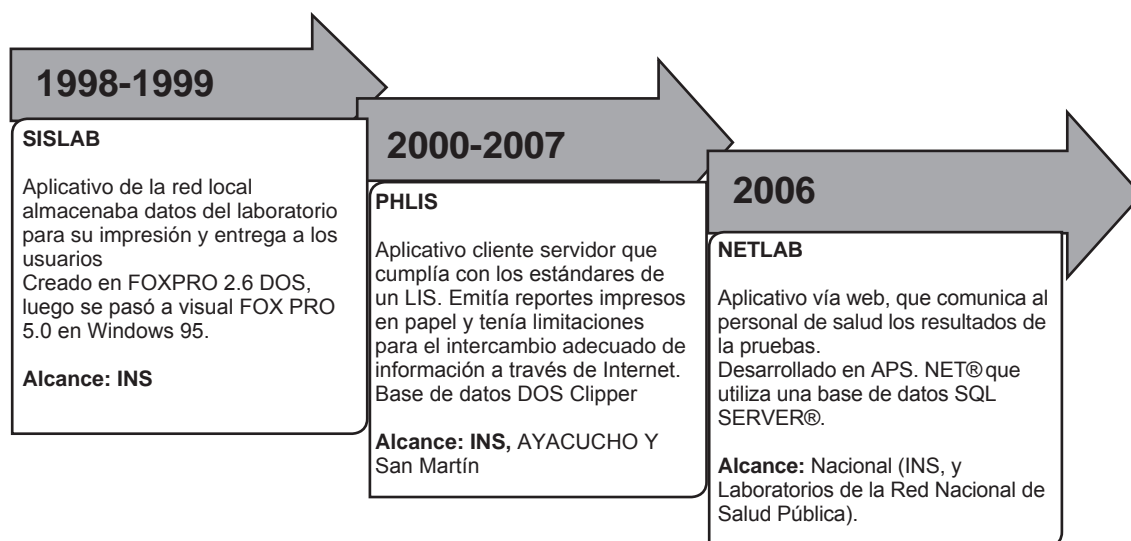 1998-1999
SISLAB
Aplicativo de la red local
almacenaba datos del laboratorio
para su impresión y entrega a los
usuarios
Creado en FOXPRO 2.6 DOS,
luego se pasó a visual FOX PRO
5.0 en Windows 95.
Alcance: INS
2000-2007
PHLIS
Aplicativo cliente servidor que
cumplía con los estándares de
un LIS. Emitía reportes impresos
en papel y tenía limitaciones
para el intercambio adecuado de
información a través de Internet.
Base de datos DOS Clipper
Alcance: INS, AYACUCHO Y
San Martín
2006
NETLAB
Aplicativo vía web, que comunica al
personal de salud los resultados de
la pruebas.
Desarrollado en APS. NET® que
utiliza una base de datos SQL
SERVER®.
Alcance: Nacional (INS, y
Laboratorios de la Red Nacional de
Salud Pública).